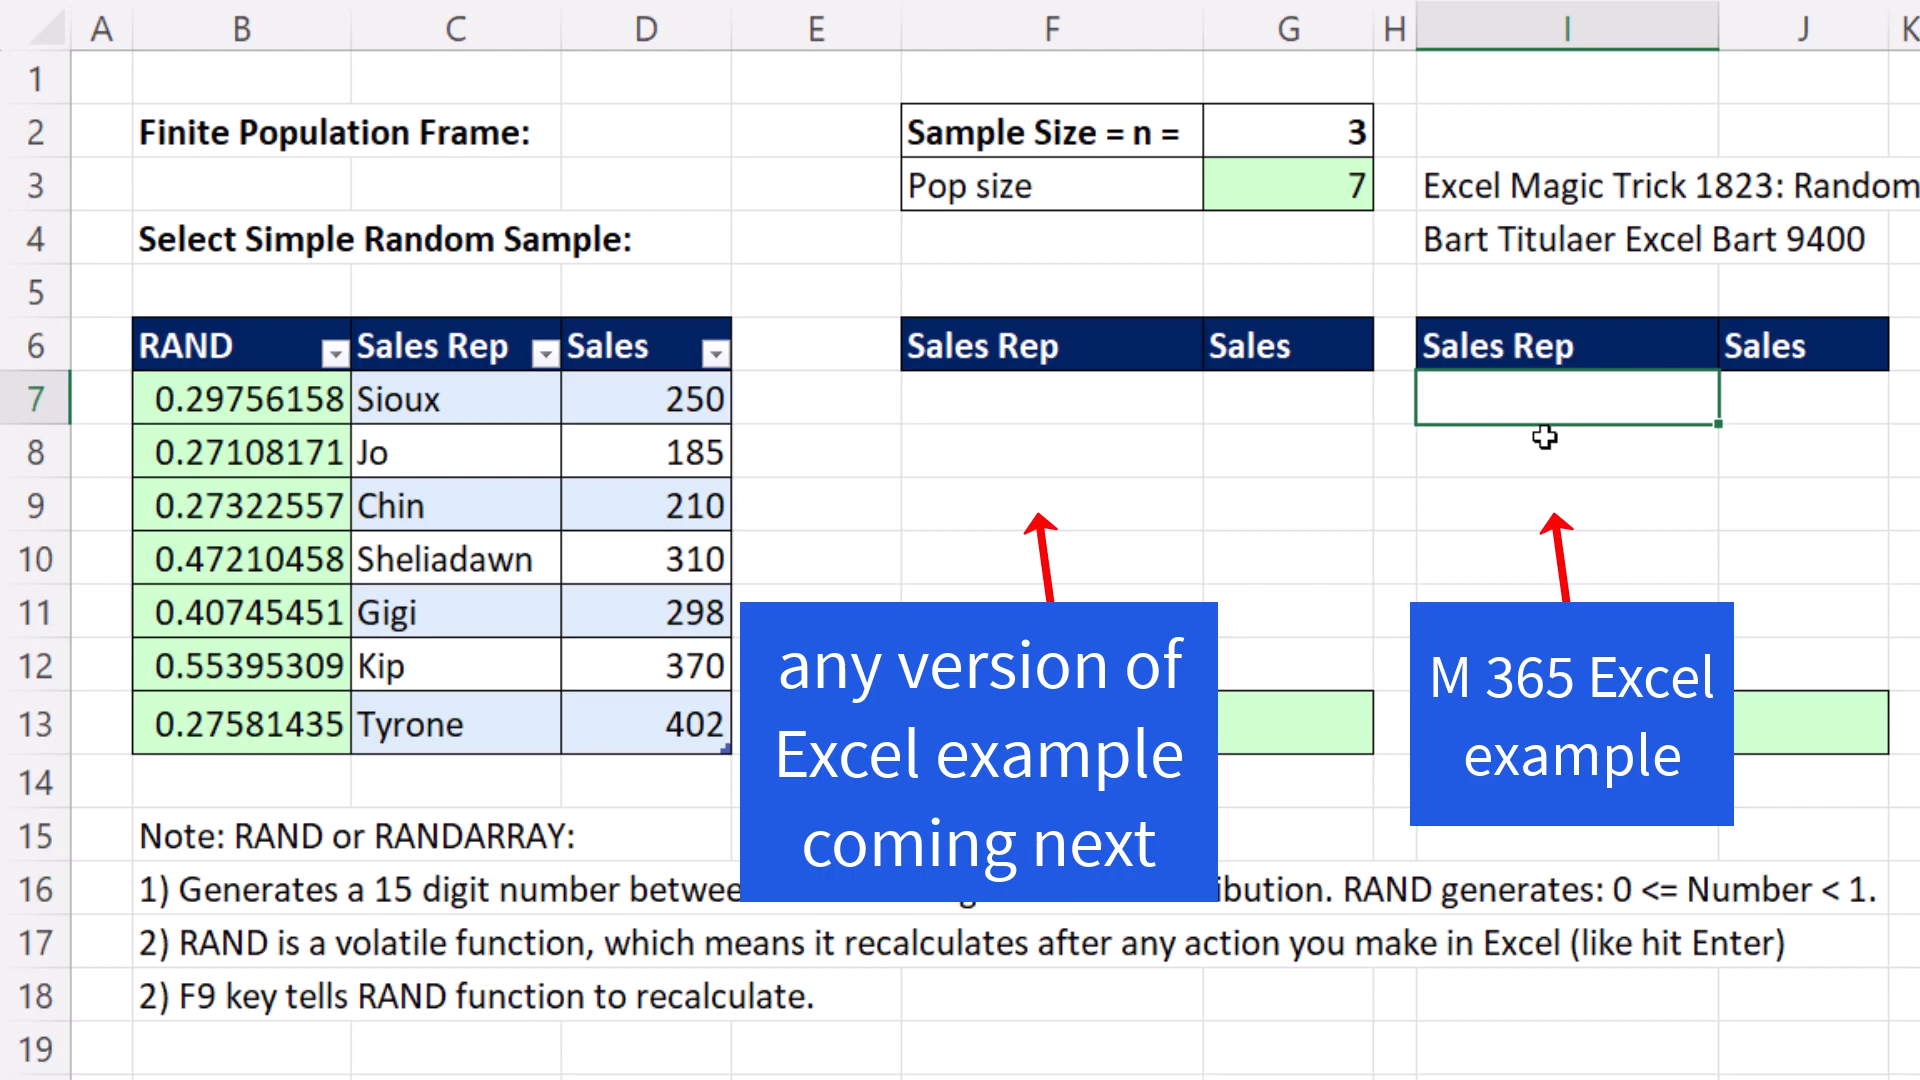 A B C D E F G H I J K
1
2 Finite Population Frame: Sample Size = n = 3
3 Pop size 7 Excel Magic Trick 1823: Random
4 Select Simple Random Sample: Bart Titulaer Excel Bart 9400
5
6 RAND Sales Rep Sales Sales Rep Sales Sales Rep Sales
7 0.29756158 Sioux 250
8 0.27108171 Jo 185
9 0.27322557 Chin 210
10 0.47210458 Sheliadawn 310
11 0.40745451 Gigi 298
12 0.55395309 Kip 370
13 0.27581435 Tyrone 402
any version of
Excel example
coming next
M 365 Excel
example
14
15 Note: RAND or RANDARRAY:
16 1) Generates a 15 digit number RAND generates: 0 <= Number < 1.
17 2) RAND is a volatile function, which means it recalculates after any action you make in Excel (like hit Enter)
18 2) F9 key tells RAND function to recalculate.
19